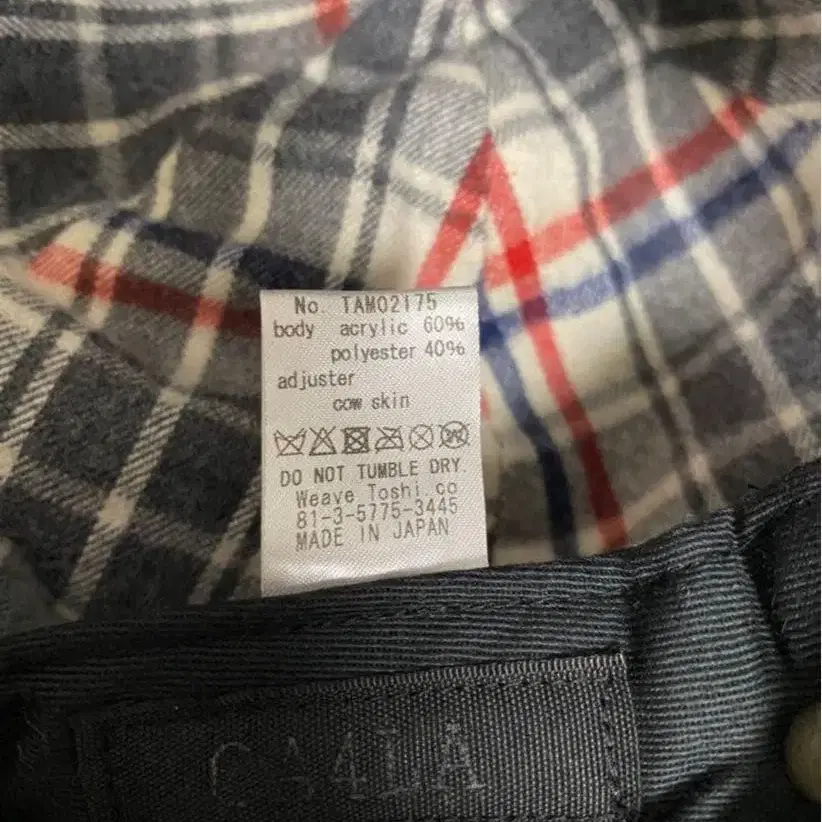 No. TAM02175
body acrylic 60%
polyester 40%
adjuster
cow skin
DO NOT TUMBLE DRY.
Weave Toshi co
81-3-5775-3445
MADE IN JAPAN
CA4LA